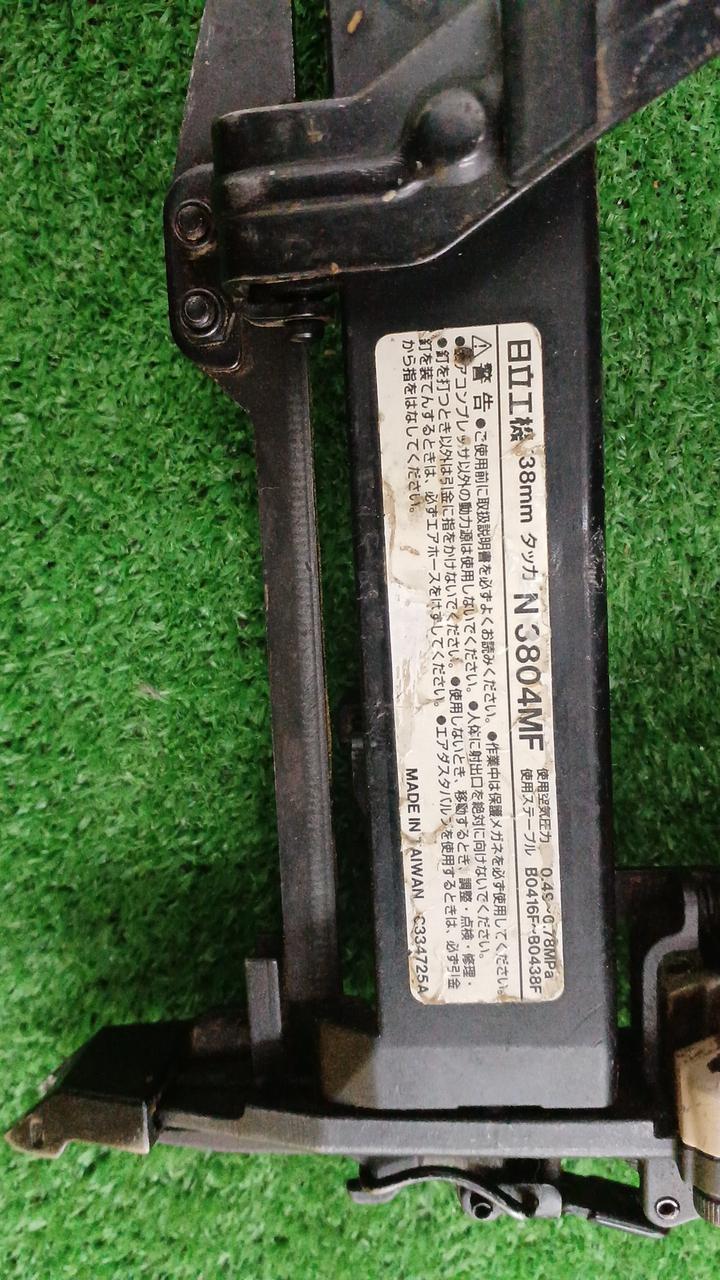 日立工機 38mm タッカ N3804MF
使用空気圧力 0.49~0.78MPa
使用ステープル B0416F~B0438F
⚠警告 ●ご使用前に取扱説明書を必ずよくお読みください。 ●作業中は保護メガネを必ず使用してください。
●エアコンプレッサ以外の動力源は使用しないでください。 ●人体に射出口を絶対に向けないでください。
●釘を打つとき以外は引金に指をかけないでください。 ●使用しないとき、移動するとき、調整・点検・修理・
釘を装てんするときは、必ずエアホースをはずしてください。 ●エアダスタバルブを使用するときは、必ず引金
から指をはなしてください。
MADE IN TAIWAN C334725A